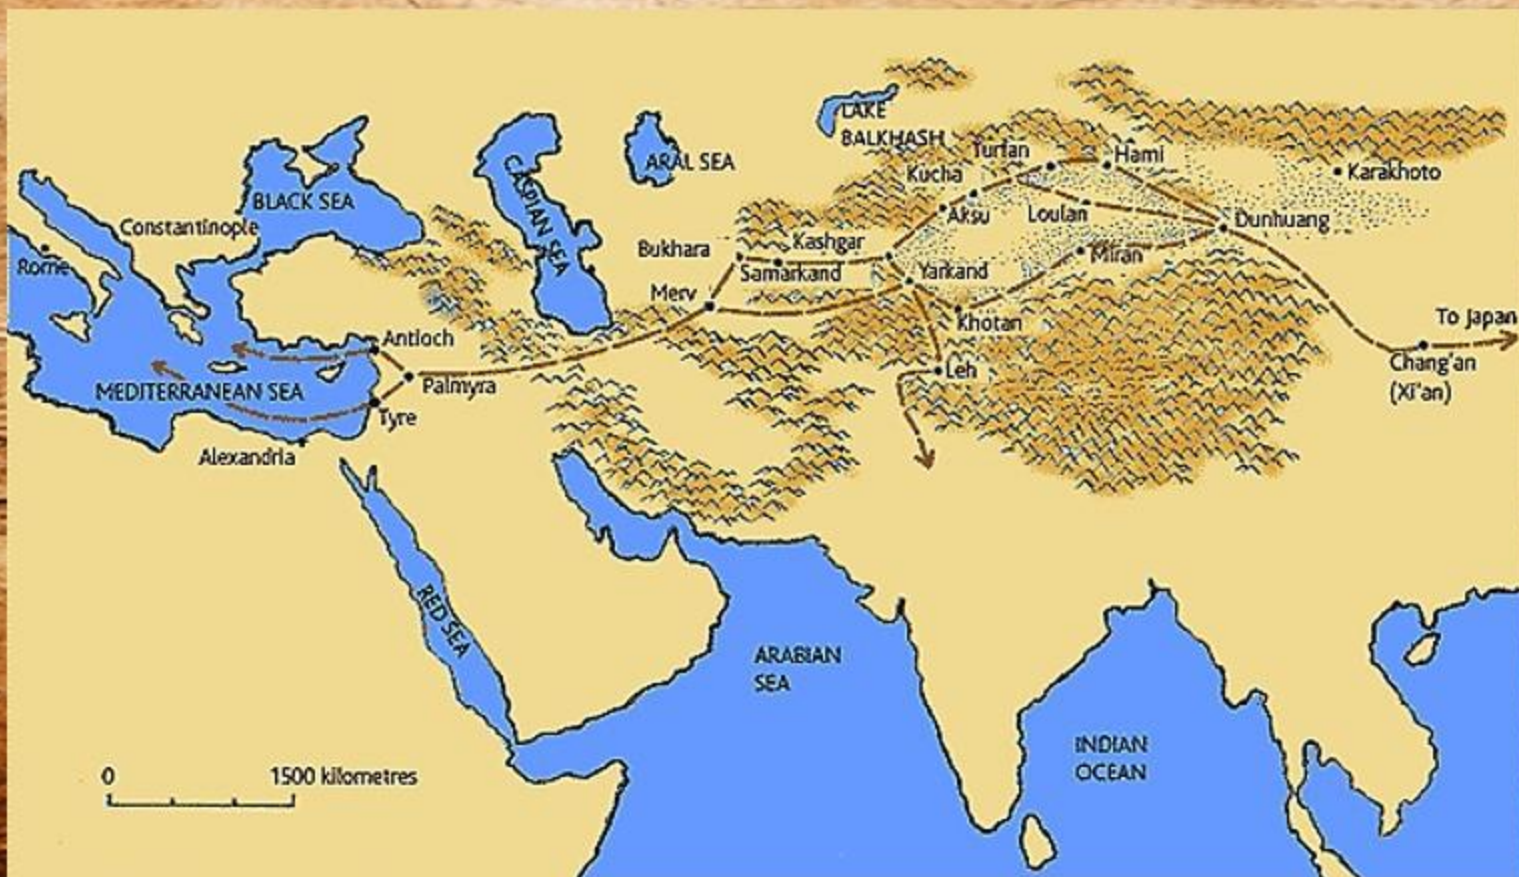 LAKE
BALKHASH
Turfan
Hami
ARAL SEA
Kucha
Karakhoto
CASPIAN SEA
BLACK SEA
Aksu
Loulan
Dunhuang
Constantinople
Bukhara
Kashgar
Miran
Rome
Samarkand
Yarkand
Merv
Khotan
To Japan
Antioch
Chang'an
(Xi'an)
Leh
MEDITERRANEAN SEA
Palmyra
Tyre
Alexandria
RED SEA
ARABIAN
SEA
INDIAN
OCEAN
0 1500 kilometres